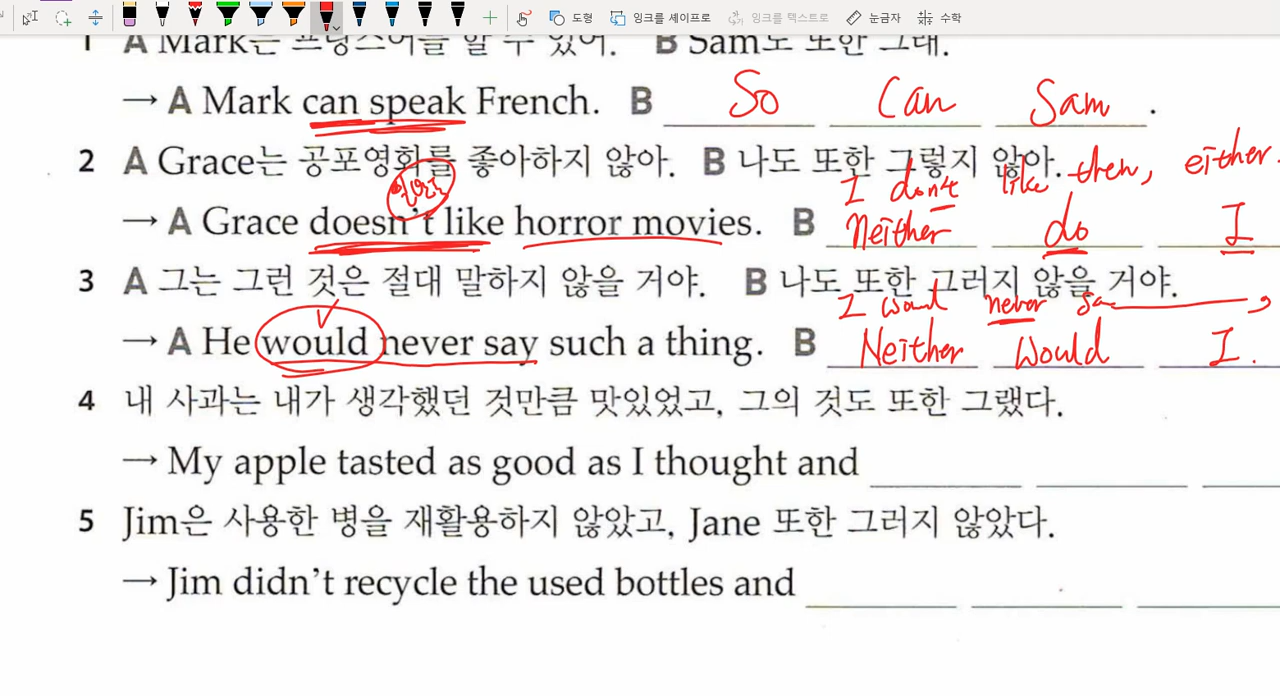 도형 잉크를 셰이프로 잉크를 텍스트로 눈금자 수학
1 A Mark는 프랑스어를 할 수 있어. B Sam도 또한 그래.
→ A Mark can speak French. B So Can Sam .
2 A Grace는 공포영화를 좋아하지 않아. B 나도 또한 그렇지 않아.
I don't like them, either.
→ A Grace doesn't like horror movies. B Neither do I
3 A 그는 그런 것은 절대 말하지 않을 거야. B 나도 또한 그러지 않을 거야.
I never
→ A He would never say such a thing. B Neither Would I.
4 내 사과는 내가 생각했던 것만큼 맛있었고, 그의 것도 또한 그랬다.
→ My apple tasted as good as I thought and
5 Jim은 사용한 병을 재활용하지 않았고, Jane 또한 그러지 않았다.
→ Jim didn't recycle the used bottles and